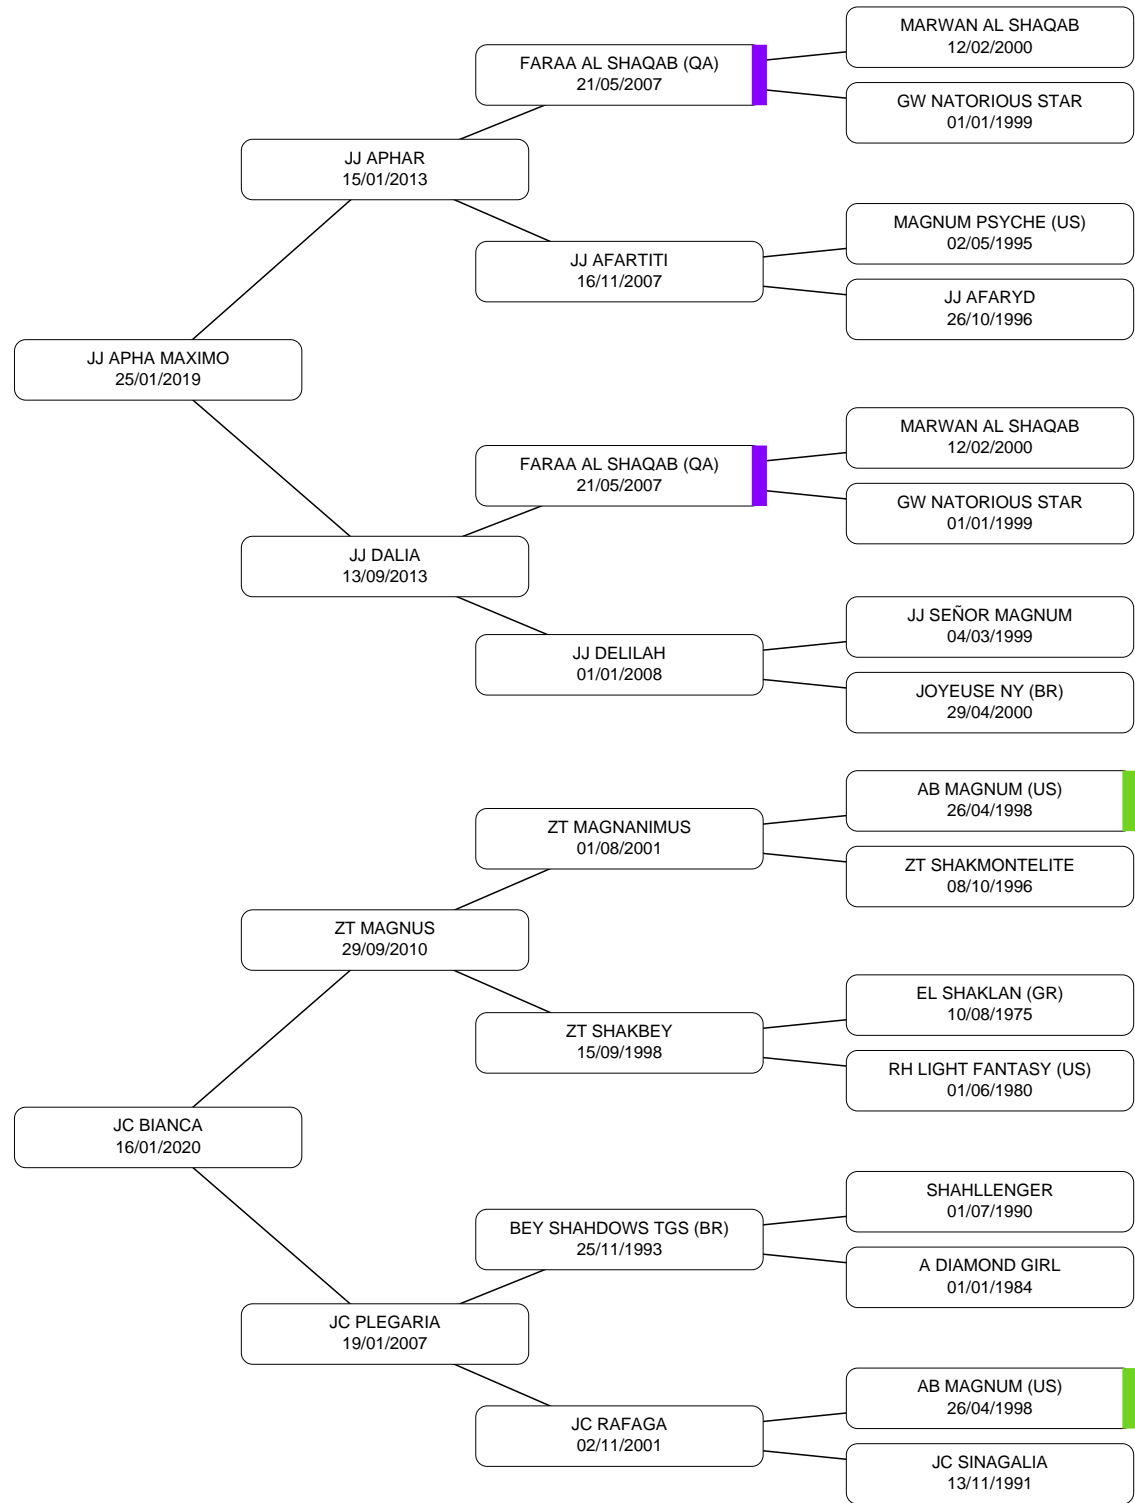 MARWAN AL SHAQAB
12/02/2000
FARAA AL SHAQAB (QA)
21/05/2007
GW NATORIOUS STAR
01/01/1999
JJ APHAR
15/01/2013
MAGNUM PSYCHE (US)
02/05/1995
JJ AFARTITI
16/11/2007
JJ AFARYD
26/10/1996
JJ APHA MAXIMO
25/01/2019
MARWAN AL SHAQAB
12/02/2000
FARAA AL SHAQAB (QA)
21/05/2007
GW NATORIOUS STAR
01/01/1999
JJ DALIA
13/09/2013
JJ SEÑOR MAGNUM
04/03/1999
JJ DELILAH
01/01/2008
JOYEUSE NY (BR)
29/04/2000
AB MAGNUM (US)
26/04/1998
ZT MAGNANIMUS
01/08/2001
ZT SHAKMONTELITE
08/10/1996
ZT MAGNUS
29/09/2010
EL SHAKLAN (GR)
10/08/1975
ZT SHAKBEY
15/09/1998
RH LIGHT FANTASY (US)
01/06/1980
JC BIANCA
16/01/2020
SHAHLLENGER
01/07/1990
BEY SHAHDOWS TGS (BR)
25/11/1993
A DIAMOND GIRL
01/01/1984
JC PLEGARIA
19/01/2007
AB MAGNUM (US)
26/04/1998
JC RAFAGA
02/11/2001
JC SINAGALIA
13/11/1991